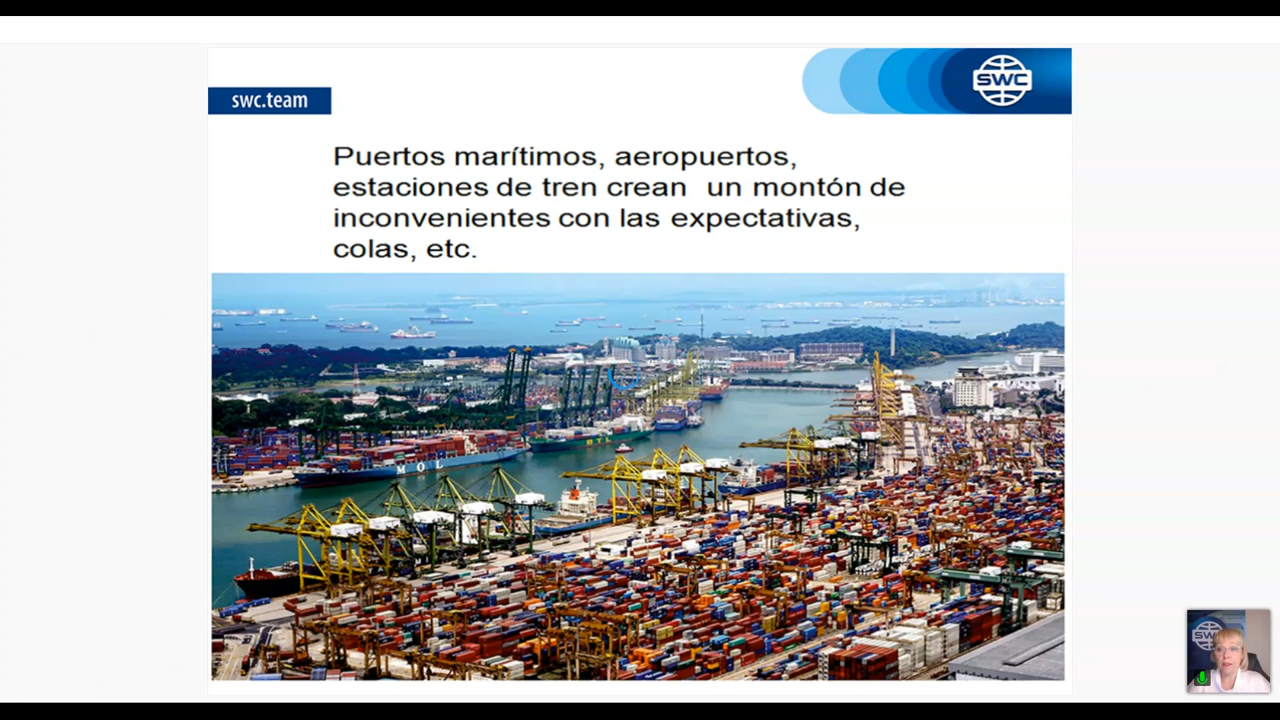 swc.team
SWC
Puertos marítimos, aeropuertos,
estaciones de tren crean  un montón de
inconvenientes con las expectativas,
colas, etc.
MOL